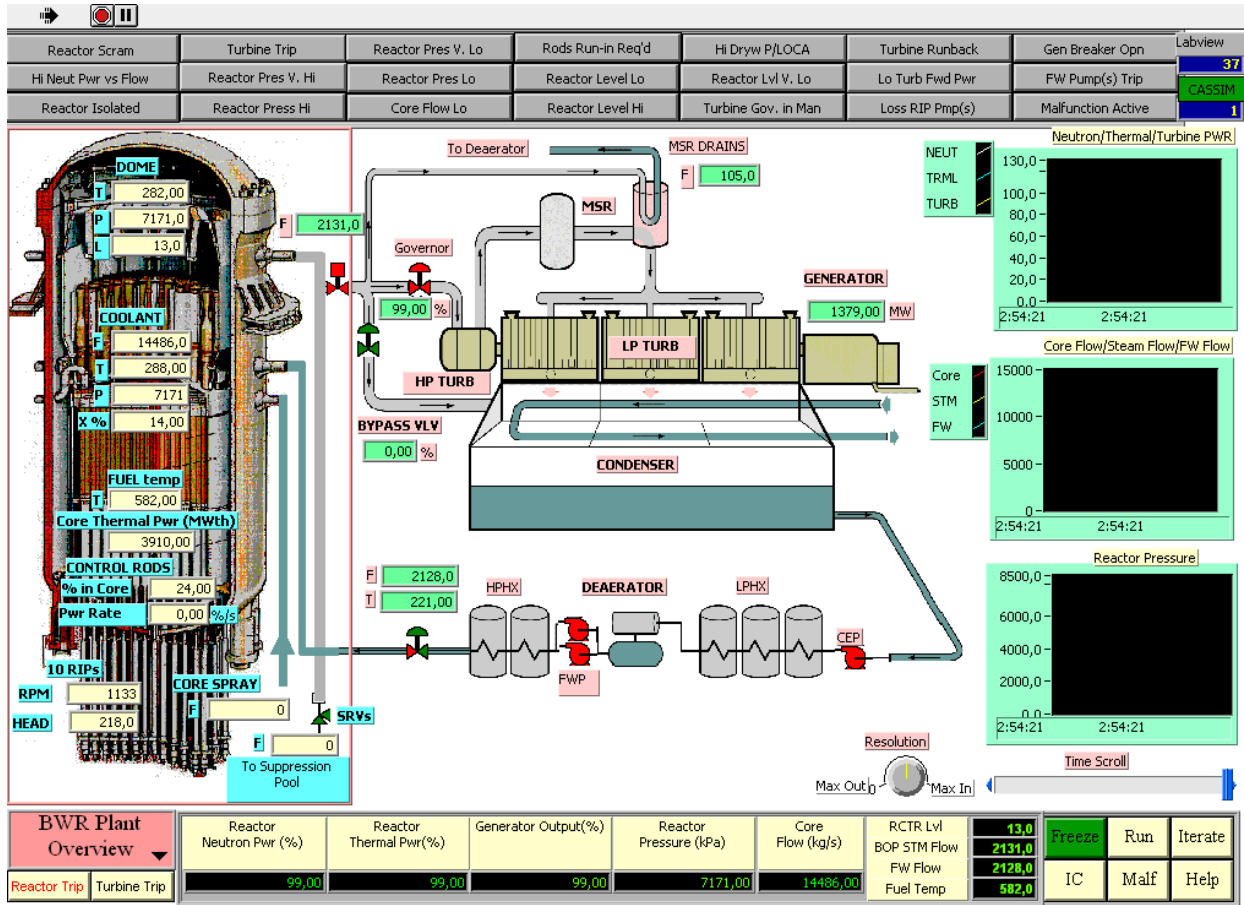 Reactor Scram
Turbine Trip
Reactor Pres V. Lo
Rods Run-in Req'd
Hi Dryw P/LOCA
Turbine Runback
Gen Breaker Opn
Labview
37
Hi Neut Pwr vs Flow
Reactor Pres V. Hi
Reactor Pres Lo
Reactor Level Lo
Reactor Lvl V. Lo
Lo Turb Fwd Pwr
FW Pump(s) Trip
CASSIM
Reactor Isolated
Reactor Press Hi
Core Flow Lo
Reactor Level Hi
Turbine Gov. in Man
Loss RIP Pmp(s)
Malfunction Active
1
DOME
T 282,00
P 7171,0
L 13,0
COOLANT
F 14486,0
T 288,00
P 7171
X % 14,00
FUEL temp
T 582,00
Core Thermal Pwr (MWth)
3910,00
CONTROL RODS
% in Core 24,00
Pwr Rate 0,00 %/s
10 RIPs
RPM 1133
HEAD 218,0
CORE SPRAY
F 0
SRVs
F 0
To Suppression
Pool
F 2131,0
To Deaerator
MSR DRAINS
F 105,0
MSR
Governor
99,00 %
GENERATOR
1379,00 MW
LP TURB
HP TURB
BYPASS VLV
0,00 %
CONDENSER
F 2128,0
T 221,00
HPHX
DEAERATOR
LPHX
FWP
CEP
Resolution
Max Out
0
Max In
Neutron/Thermal/Turbine PWR
NEUT
TRML
TURB
130,0
100,0
80,0
60,0
40,0
20,0
0,0
2:54:21 2:54:21
Core Flow/Steam Flow/FW Flow
Core
STM
FW
15000
10000
5000
0
2:54:21 2:54:21
Reactor Pressure
8500,0
6000,0
4000,0
2000,0
0,0
2:54:21 2:54:21
Time Scroll
BWR Plant
Overview
Reactor Trip
Turbine Trip
Reactor
Neutron Pwr (%)
99,00
Reactor
Thermal Pwr(%)
99,00
Generator Output(%)
99,00
Reactor
Pressure (kPa)
7171,00
Core
Flow (kg/s)
14486,00
RCTR Lvl 13,0
BOP STM Flow 2131,0
FW Flow 2128,0
Fuel Temp 582,0
Freeze
Run
Iterate
IC
Malf
Help